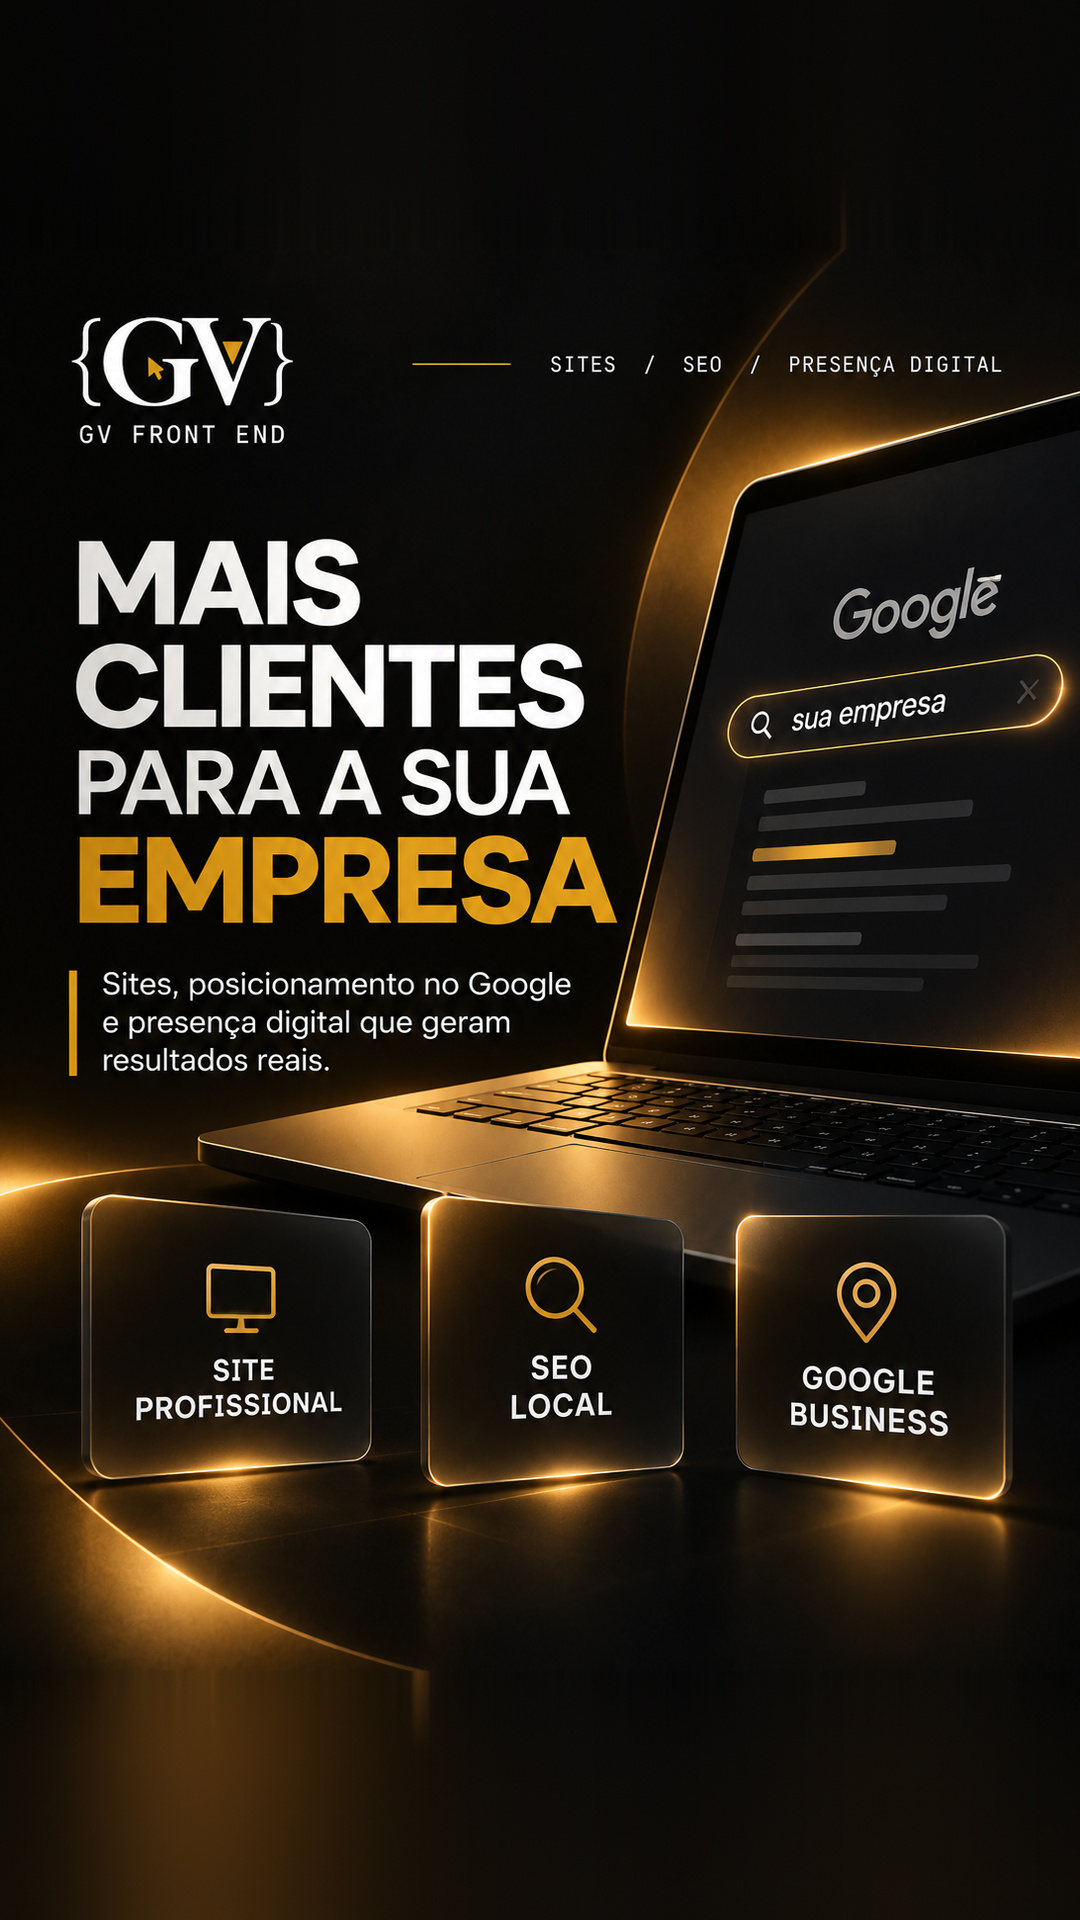 {GV}
GV FRONT END
SITES / SEO / PRESENÇA DIGITAL
MAIS
CLIENTES
PARA A SUA
EMPRESA
Sites, posicionamento no Google
e presença digital que geram
resultados reais.
Google
sua empresa
SITE
PROFISSIONAL
SEO
LOCAL
GOOGLE
BUSINESS